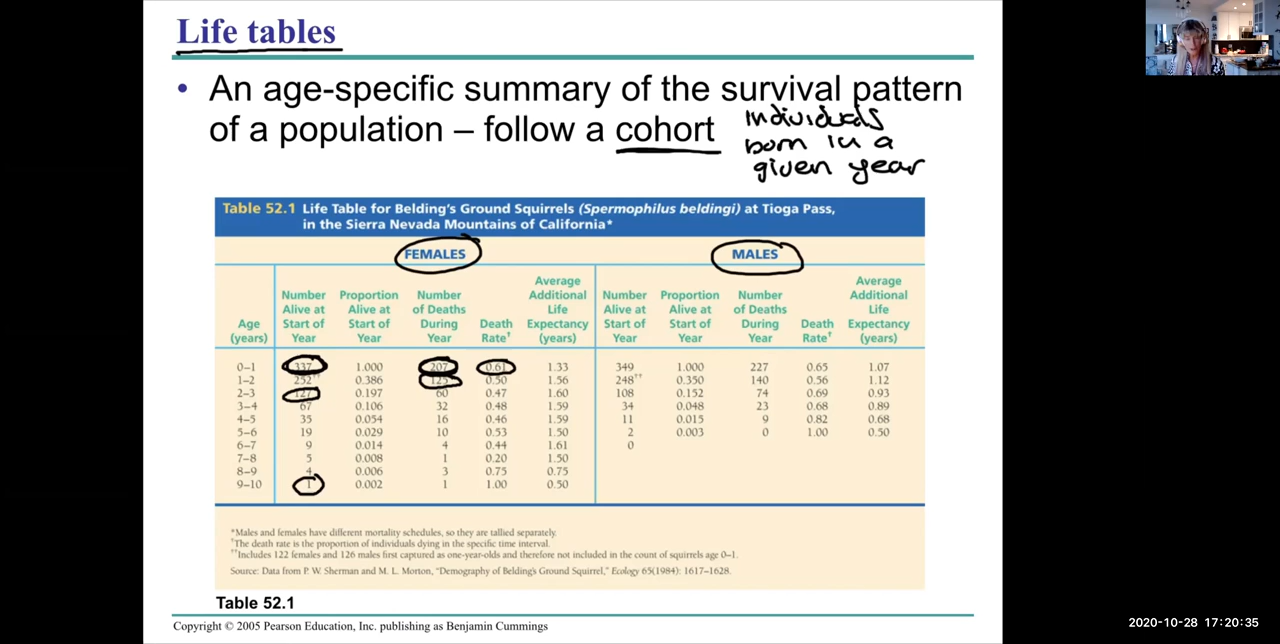 Life tables
• An age-specific summary of the survival pattern
of a population – follow a cohort
Individuals
born in a
given year
Table 52.1 Life Table for Belding's Ground Squirrels (Spermophilus beldingi) at Tioga Pass,
in the Sierra Nevada Mountains of California*
FEMALES MALES
Average Average
Number Proportion Number Additional Number Proportion Number Additional
Alive at Alive at of Deaths Life Alive at Alive at of Deaths Life
Age Start of Start of During Death Expectancy Start of Start of During Death Expectancy
(years) Year Year Year Rate† (years) Year Year Year Rate† (years)
0–1 337 1.000 207 0.61 1.33 349 1.000 227 0.65 1.07
1–2 252†† 0.386 125 0.50 1.56 248†† 0.350 140 0.56 1.12
2–3 127 0.197 60 0.47 1.60 108 0.152 74 0.69 0.93
3–4 67 0.106 32 0.48 1.59 34 0.048 23 0.68 0.89
4–5 35 0.054 16 0.46 1.59 11 0.015 9 0.82 0.68
5–6 19 0.029 10 0.53 1.50 2 0.003 0 1.00 0.50
6–7 9 0.014 4 0.44 1.61 0
7–8 5 0.008 1 0.20 1.50
8–9 4 0.006 3 0.75 0.75
9–10 1 0.002 1 1.00 0.50
*Males and females have different mortality schedules, so they are tallied separately.
†The death rate is the proportion of individuals dying in the specific time interval.
††Includes 122 females and 126 males first captured as one-year-olds and therefore not included in the count of squirrels age 0–1.
Source: Data from P. W. Sherman and M. L. Morton, "Demography of Belding's Ground Squirrel," Ecology 65(1984): 1617–1628.
Table 52.1
Copyright © 2005 Pearson Education, Inc. publishing as Benjamin Cummings
2020-10-28 17:20:35